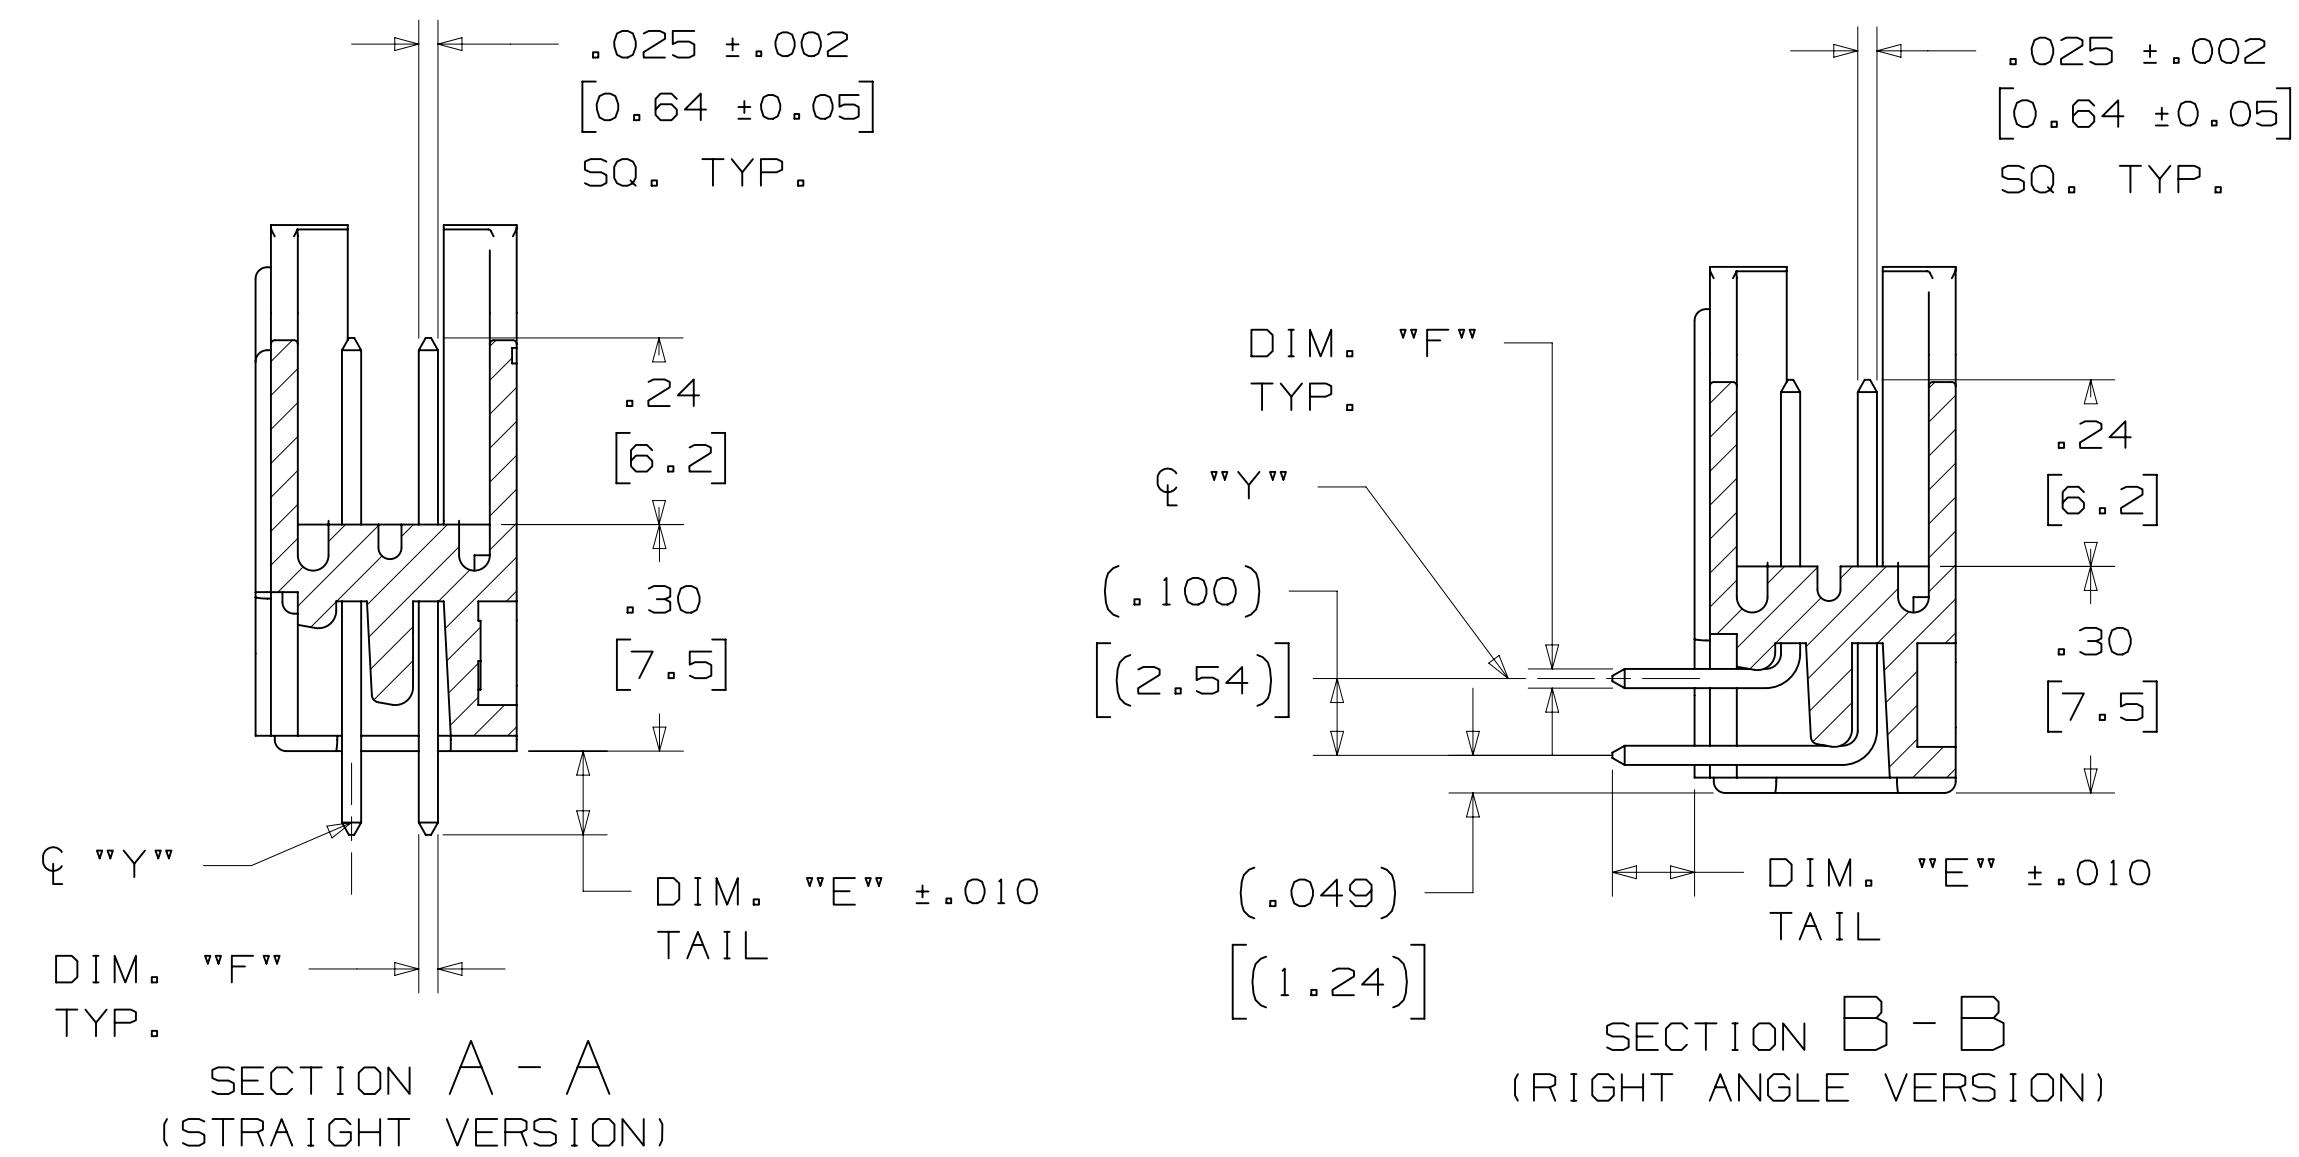 .025 ±.002
[0.64 ±0.05]
SQ. TYP.
.24
[6.2]
.30
[7.5]
℄ "Y"
DIM. "E" ±.010
TAIL
DIM. "F"
TYP.
SECTION A-A
(STRAIGHT VERSION)
.025 ±.002
[0.64 ±0.05]
SQ. TYP.
DIM. "F"
TYP.
℄ "Y"
.24
[6.2]
(.100)
[(2.54)]
.30
[7.5]
(.049)
[(1.24)]
DIM. "E" ±.010
TAIL
SECTION B-B
(RIGHT ANGLE VERSION)